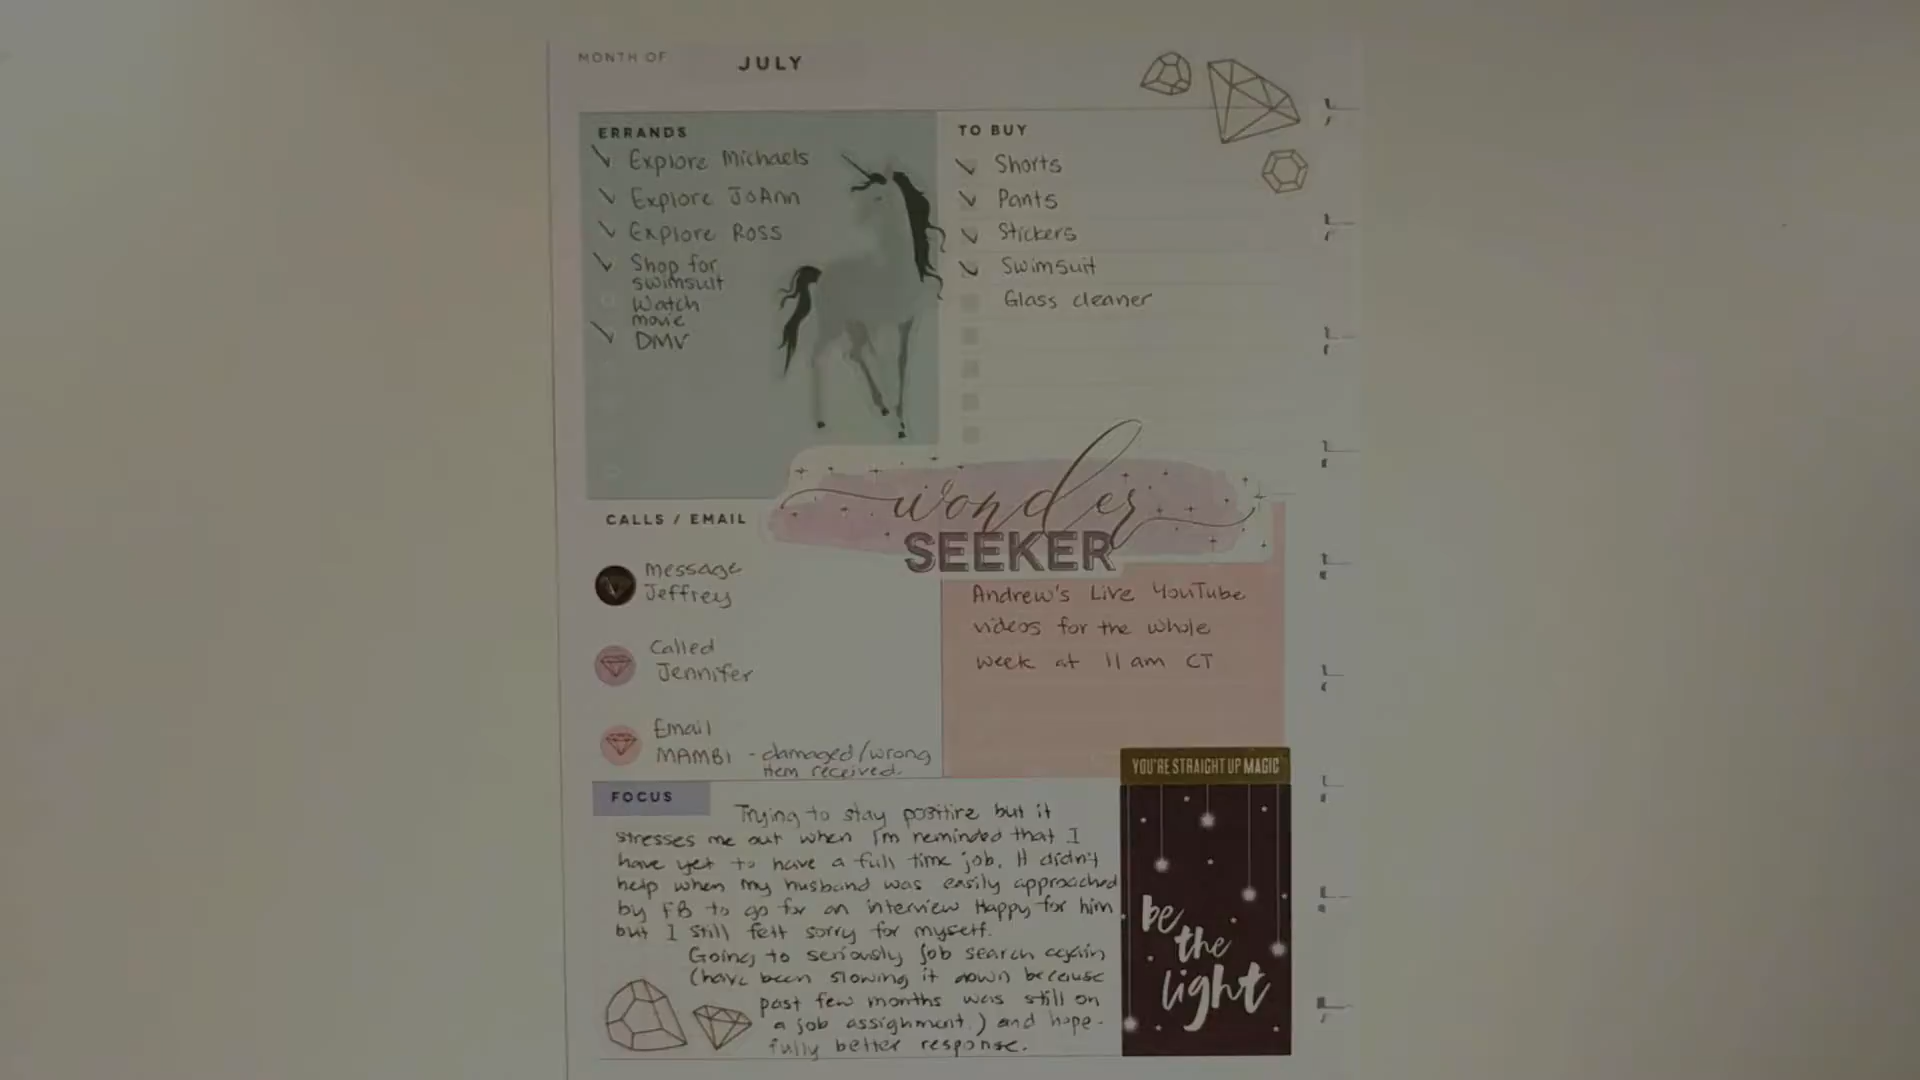 MONTH OF JULY
ERRANDS
Explore Michaels
Explore JoAnn
Explore Ross
Shop for
swimsuit
Watch
movie
DMV
TO BUY
Shorts
Pants
Stickers
Swimsuit
Glass cleaner
wonder
SEEKER
CALLS / EMAIL
Message
Jeffrey
Called
Jennifer
Email
MAMBI - damaged/wrong
item received.
Andrew's Live YouTube
videos for the whole
week at 11 am CT
FOCUS
Trying to stay positive but it
stresses me out when I'm reminded that I
have yet to have a full time job. It didn't
help when my husband was easily approached
by FB to go for an interview Happy for him
but I still felt sorry for myself.
Going to seriously job search again
(have been slowing it down because
past few months was still on
a job assignment.) and hope-
fully better response.
YOU'RE STRAIGHT UP MAGIC
be
the
light